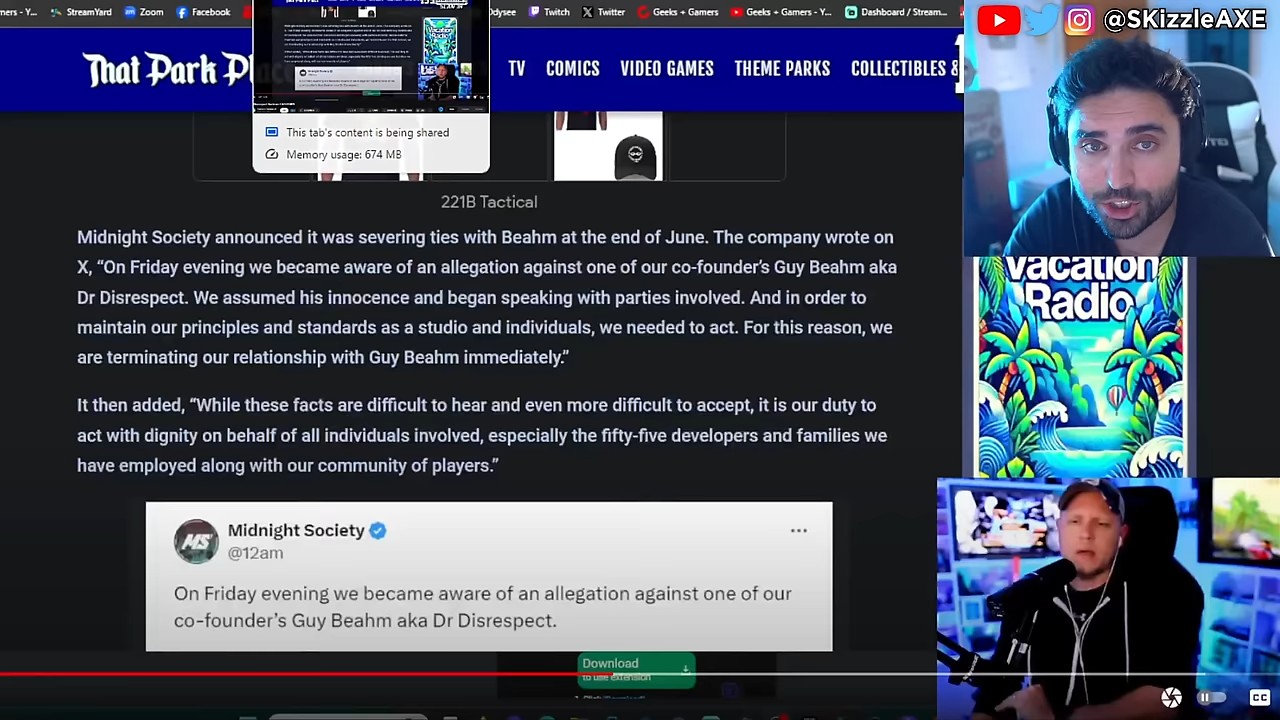 Zoom
Facebook
Odysee
Twitch
Geeks + Gamers
Dashboard / Stream...
@SKizzleAXE
That Park Pl
TV
COMICS
VIDEO GAMES
THEME PARKS
COLLECTIBLES &
Vacation
Radio
This tab's content is being shared
Memory usage: 674 MB
221B Tactical
Midnight Society announced it was severing ties with Beahm at the end of June. The company wrote on
X, “On Friday evening we became aware of an allegation against one of our co-founder’s Guy Beahm aka
Dr Disrespect. We assumed his innocence and began speaking with parties involved. And in order to
maintain our principles and standards as a studio and individuals, we needed to act. For this reason, we
are terminating our relationship with Guy Beahm immediately.”
It then added, “While these facts are difficult to hear and even more difficult to accept, it is our duty to
act with dignity on behalf of all individuals involved, especially the fifty-five developers and families we
have employed along with our community of players.”
Vacation
Radio
MS
Midnight Society
@12am
On Friday evening we became aware of an allegation against one of our
co-founder’s Guy Beahm aka Dr Disrespect.
Download
to use extension
CC